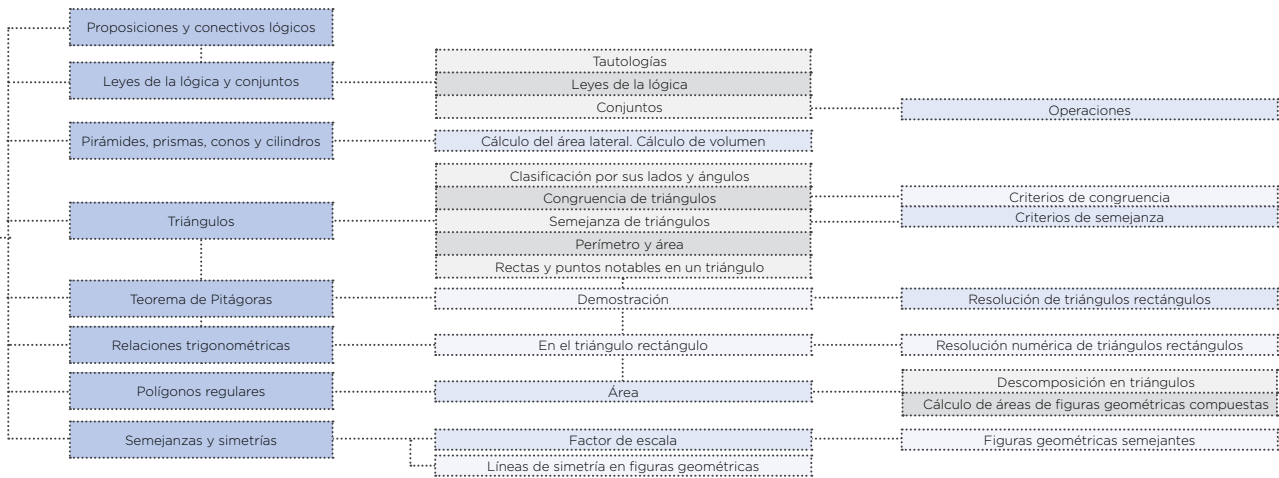 Proposiciones y conectivos lógicos
Leyes de la lógica y conjuntos
Tautologías
Leyes de la lógica
Conjuntos
Operaciones
Pirámides, prismas, conos y cilindros
Cálculo del área lateral. Cálculo de volumen
Triángulos
Clasificación por sus lados y ángulos
Congruencia de triángulos
Semejanza de triángulos
Perímetro y área
Rectas y puntos notables en un triángulo
Criterios de congruencia
Criterios de semejanza
Teorema de Pitágoras
Demostración
Resolución de triángulos rectángulos
Relaciones trigonométricas
En el triángulo rectángulo
Resolución numérica de triángulos rectángulos
Polígonos regulares
Área
Descomposición en triángulos
Cálculo de áreas de figuras geométricas compuestas
Semejanzas y simetrías
Factor de escala
Figuras geométricas semejantes
Líneas de simetría en figuras geométricas